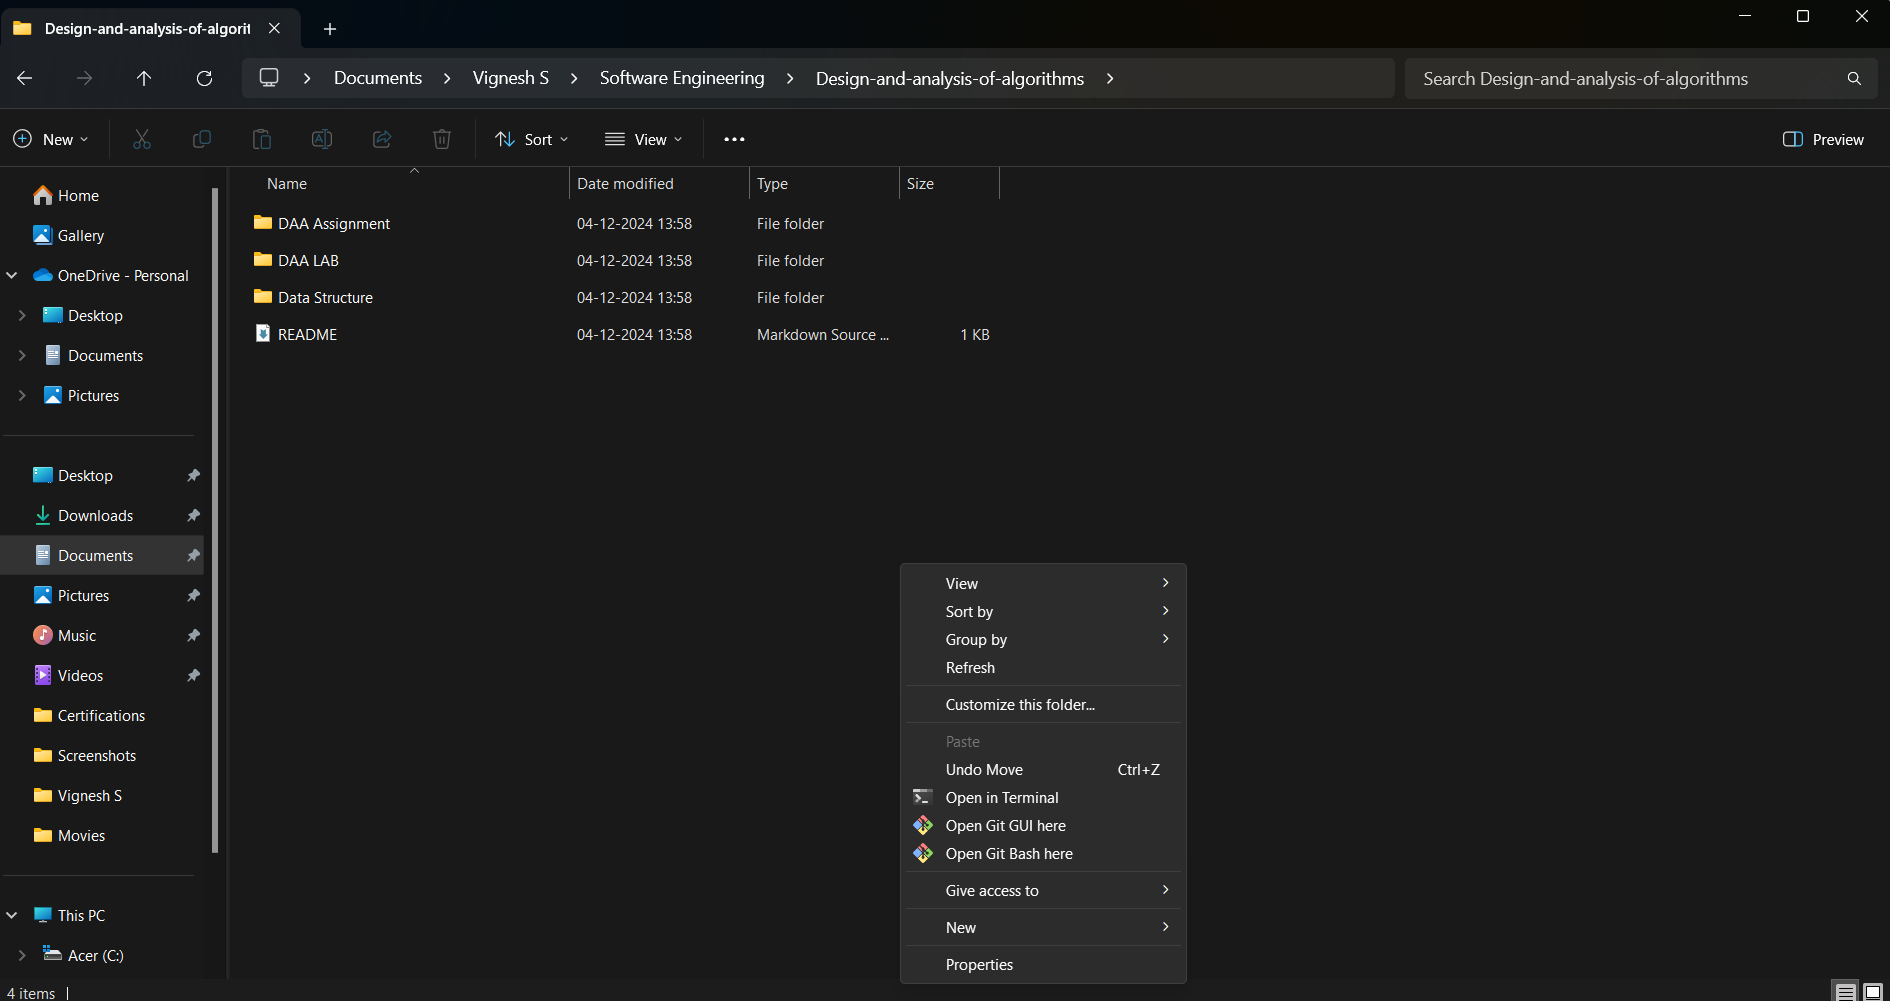 Design-and-analysis-of-algorit
Documents Vignesh S Software Engineering Design-and-analysis-of-algorithms
Search Design-and-analysis-of-algorithms
New Sort View Preview
Home
Gallery
OneDrive - Personal
Desktop
Documents
Pictures
Desktop
Downloads
Documents
Pictures
Music
Videos
Certifications
Screenshots
Vignesh S
Movies
This PC
Acer (C:)
Name Date modified Type Size
DAA Assignment 04-12-2024 13:58 File folder
DAA LAB 04-12-2024 13:58 File folder
Data Structure 04-12-2024 13:58 File folder
README 04-12-2024 13:58 Markdown Source ... 1 KB
View
Sort by
Group by
Refresh
Customize this folder...
Paste
Undo Move Ctrl+Z
Open in Terminal
Open Git GUI here
Open Git Bash here
Give access to
New
Properties
4 items